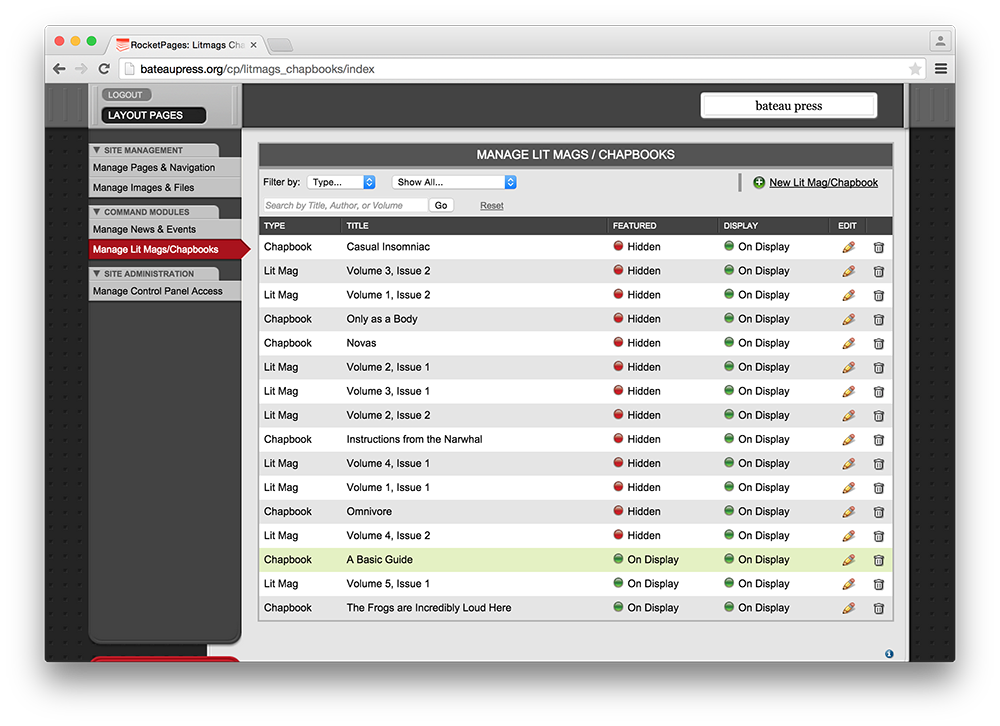 RocketPages: Litmags Cha
bateaupress.org/cp/litmags_chapbooks/index
LOGOUT
LAYOUT PAGES
bateau press
SITE MANAGEMENT
Manage Pages & Navigation
Manage Images & Files
COMMAND MODULES
Manage News & Events
Manage Lit Mags/Chapbooks
SITE ADMINISTRATION
Manage Control Panel Access
MANAGE LIT MAGS / CHAPBOOKS
Filter by: Type... Show All... New Lit Mag/Chapbook
Search by Title, Author, or Volume Go Reset
TYPE TITLE FEATURED DISPLAY EDIT
Chapbook Casual Insomniac Hidden On Display
Lit Mag Volume 3, Issue 2 Hidden On Display
Lit Mag Volume 1, Issue 2 Hidden On Display
Chapbook Only as a Body Hidden On Display
Chapbook Novas Hidden On Display
Lit Mag Volume 2, Issue 1 Hidden On Display
Lit Mag Volume 3, Issue 1 Hidden On Display
Lit Mag Volume 2, Issue 2 Hidden On Display
Chapbook Instructions from the Narwhal Hidden On Display
Lit Mag Volume 4, Issue 1 Hidden On Display
Lit Mag Volume 1, Issue 1 Hidden On Display
Chapbook Omnivore Hidden On Display
Lit Mag Volume 4, Issue 2 Hidden On Display
Chapbook A Basic Guide On Display On Display
Lit Mag Volume 5, Issue 1 On Display On Display
Chapbook The Frogs are Incredibly Loud Here On Display On Display